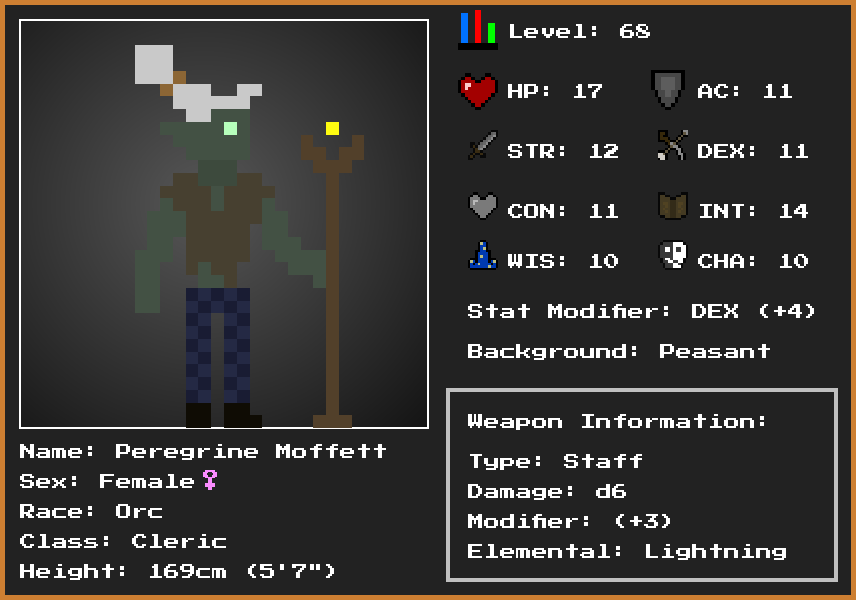 Level: 68
HP: 17
AC: 11
STR: 12
DEX: 11
CON: 11
INT: 14
WIS: 10
CHA: 10
Stat Modifier: DEX (+4)
Background: Peasant
Weapon Information:
Type: Staff
Damage: d6
Modifier: (+3)
Elemental: Lightning
Name: Peregrine Moffett
Sex: Female♀
Race: Orc
Class: Cleric
Height: 169cm (5'7")